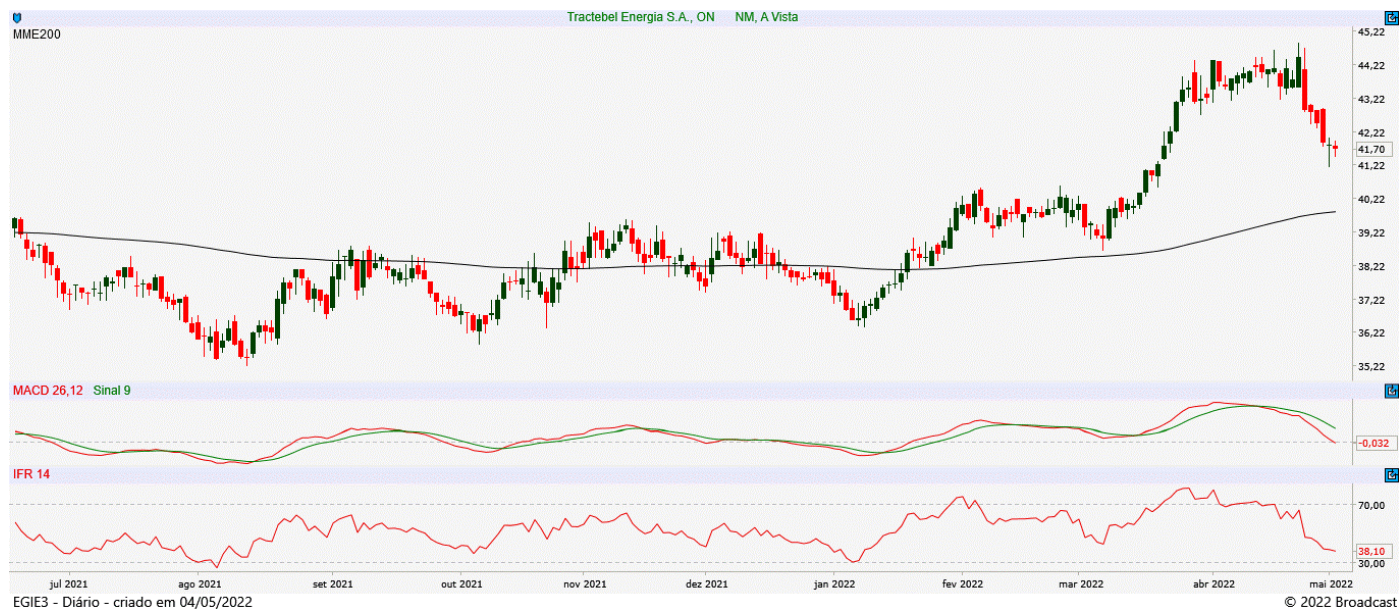 Tractebel Energia S.A., ON NM, A Vista
MME200
45,22
44,22
43,22
42,22
41,70
41,22
40,22
39,22
38,22
37,22
36,22
35,22
MACD 26,12 Sinal 9
-0,032
IFR 14
70,00
38,10
30,00
jul 2021 ago 2021 set 2021 out 2021 nov 2021 dez 2021 jan 2022 fev 2022 mar 2022 abr 2022 mai 2022
EGIE3 - Diário - criado em 04/05/2022 © 2022 Broadcast